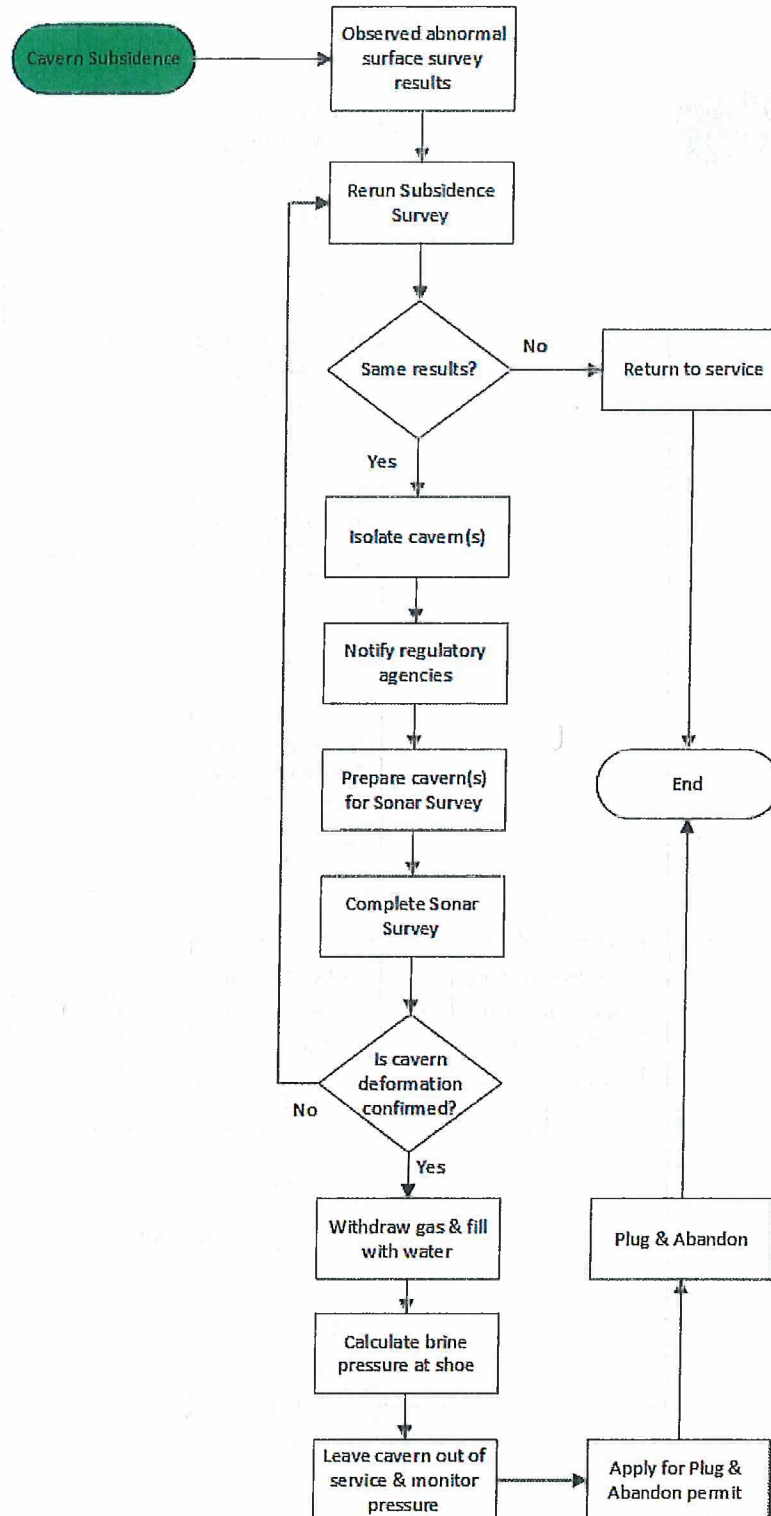 Cavern Subsidence
Observed abnormal
surface survey
results
Rerun Subsidence
Survey
Same results?
No
Return to service
Yes
Isolate cavern(s)
Notify regulatory
agencies
Prepare cavern(s)
for Sonar Survey
End
Complete Sonar
Survey
Is cavern
deformation
confirmed?
No
Yes
Withdraw gas & fill
with water
Plug & Abandon
Calculate brine
pressure at shoe
Leave cavern out of
service & monitor
pressure
Apply for Plug &
Abandon permit